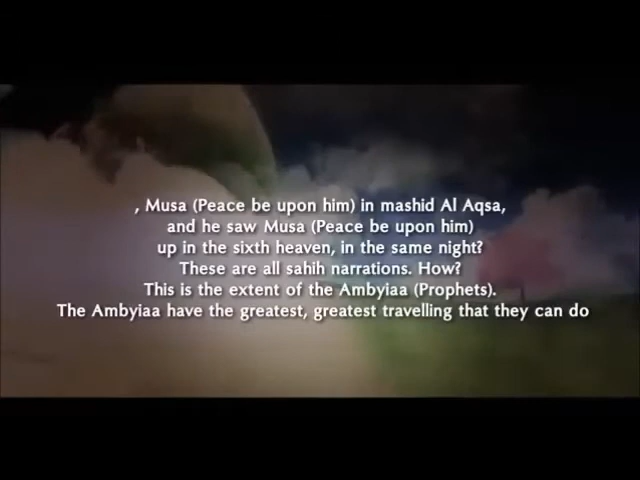 , Musa (Peace be upon him) in mashid Al Aqsa,
and he saw Musa (Peace be upon him)
up in the sixth heaven, in the same night?
These are all sahih narrations. How?
This is the extent of the Ambyiaa (Prophets).
The Ambyiaa have the greatest, greatest travelling that they can do